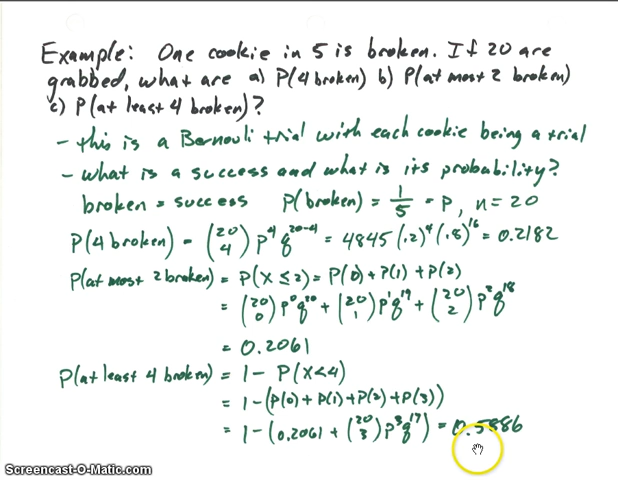 Example: One cookie in 5 is broken. If 20 are
grabbed, what are a) P(4 broken) b) P(at most 2 broken)
c) P(at least 4 broken)?
- this is a Bernouli trial with each cookie being a trial
- what is a success and what is its probability?
broken = success P(broken) = 1/5 = p, n = 20
P(4 broken) = (20 4) p^4 q^20-4 = 4845 (.2)^4 (.8)^16 = 0.2182
P(at most 2 broken) = P(X ≤ 2) = P(0) + P(1) + P(2)
= (20 0) p^0 q^20 + (20 1) p^1 q^19 + (20 2) p^2 q^18
= 0.2061
P(at least 4 broken) = 1 - P(X<4)
= 1 - (P(0) + P(1) + P(2) + P(3))
= 1 - (0.2061 + (20 3) p^3 q^17) = 0.5886
Screencast-O-Matic.com